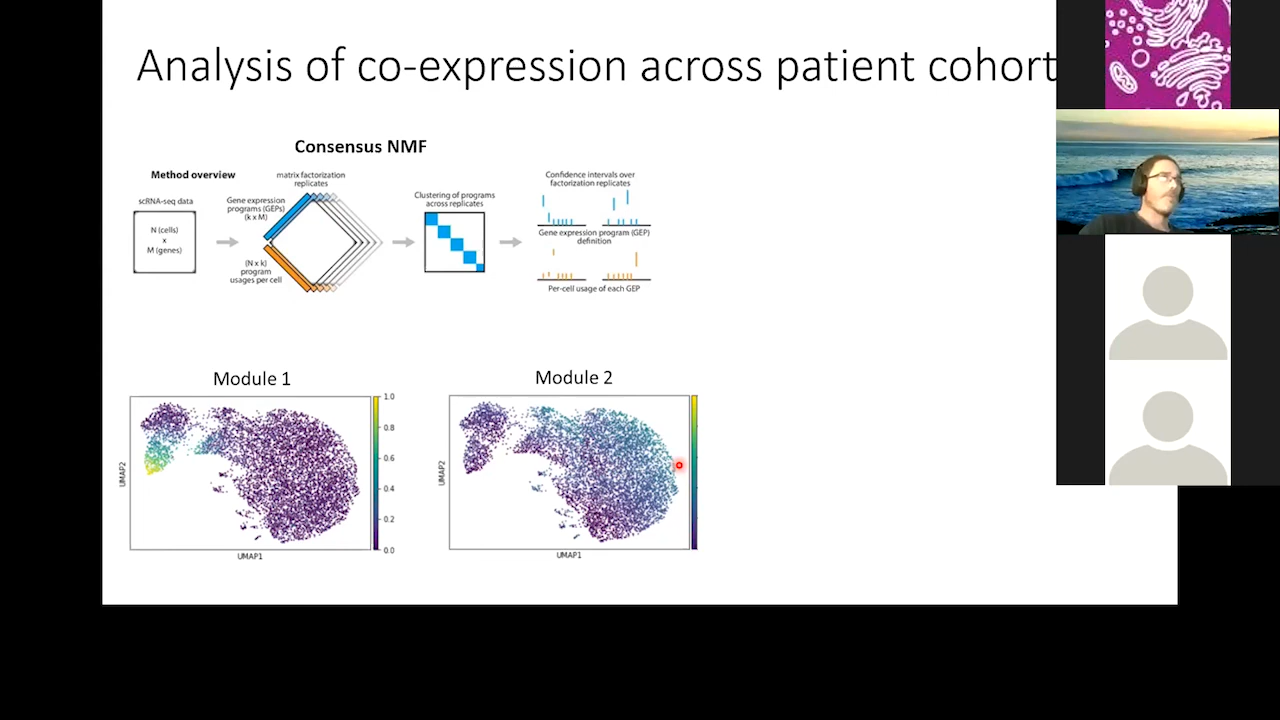 Analysis of co-expression across patient cohort
Consensus NMF
Method overview
scRNA-seq data
N (cells)
x
M (genes)
Gene expression
programs (GEPs)
(k x M)
(N x k)
program
usages per cell
matrix factorization
replicates
Clustering of programs
across replicates
Confidence intervals over
factorization replicates
Gene expression program (GEP)
definition
Per-cell usage of each GEP
Module 1
UMAP2
UMAP1
1.0
0.8
0.6
0.4
0.2
0.0
Module 2
UMAP2
UMAP1